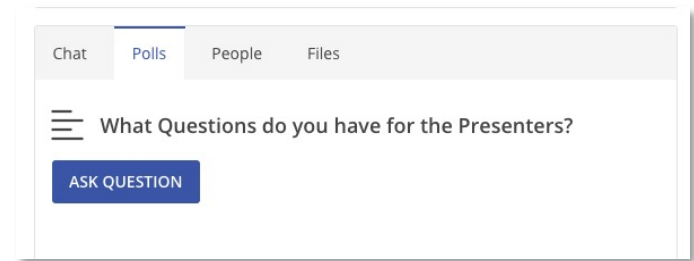 Chat Polls People Files
What Questions do you have for the Presenters?
ASK QUESTION